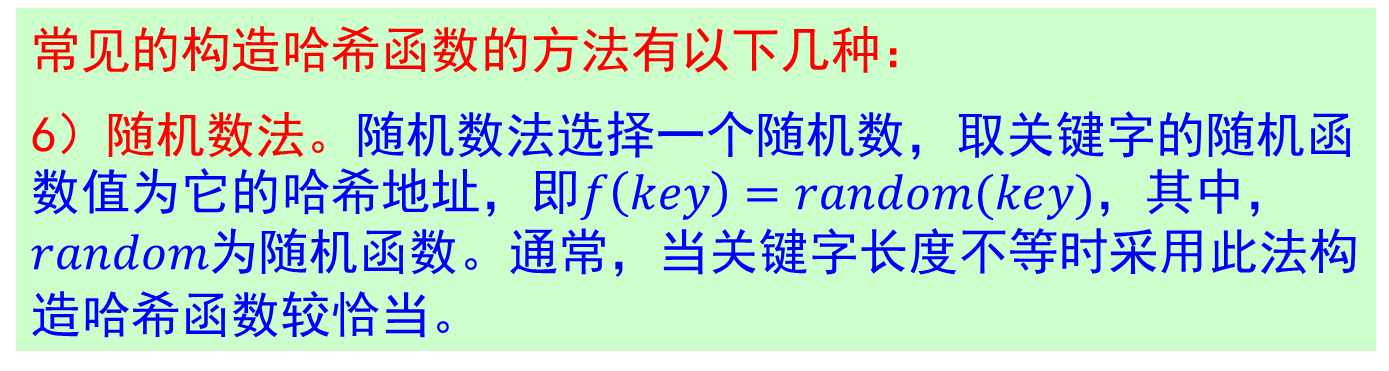 常见的构造哈希函数的方法有以下几种：
6）随机数法。随机数法选择一个随机数，取关键字的随机函
数值为它的哈希地址，即f(key) = random(key)，其中，
random为随机函数。通常，当关键字长度不等时采用此法构
造哈希函数较恰当。